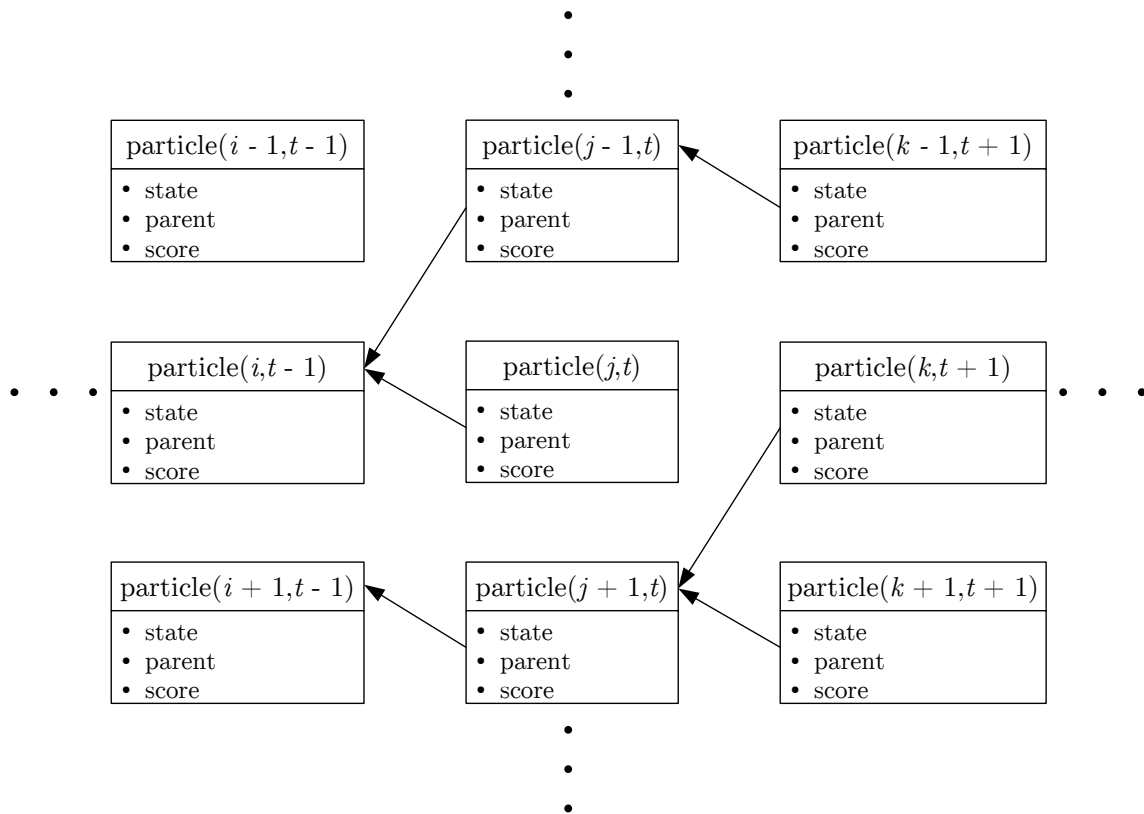 particle(i - 1,t - 1)
• state
• parent
• score
particle(j - 1,t)
• state
• parent
• score
particle(k - 1,t + 1)
• state
• parent
• score
particle(i,t - 1)
• state
• parent
• score
particle(j,t)
• state
• parent
• score
particle(k,t + 1)
• state
• parent
• score
particle(i + 1,t - 1)
• state
• parent
• score
particle(j + 1,t)
• state
• parent
• score
particle(k + 1,t + 1)
• state
• parent
• score